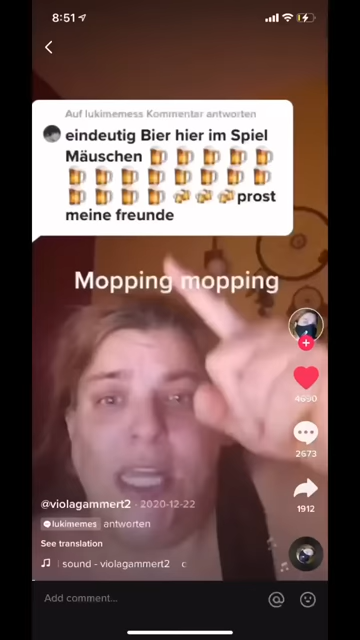 8:51
Auf lukimemess Kommentar antworten
eindeutig Bier hier im Spiel
Mäuschen 🍺 🍺 🍺 🍺 🍺
🍺 🍺 🍺 🍺 🍺 🍺 🍺 🍺
🍺 🍺 🍺 🍺 🍻 🍻 🍻 prost
meine freunde
Mopping mopping
4690
2673
1912
@violagammert2 · 2020-12-22
lukimemes antworten
See translation
sound - violagammert2 c
Add comment...